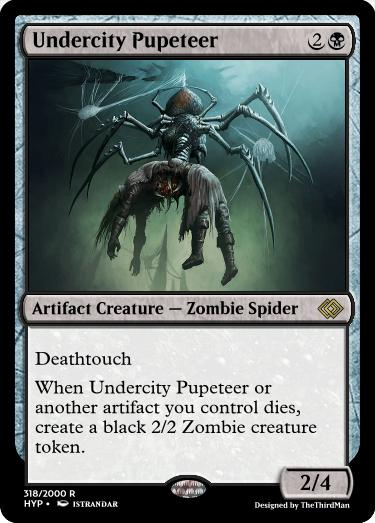 Undercity Pupeteer 2
Artifact Creature — Zombie Spider
Deathtouch
When Undercity Pupeteer or
another artifact you control dies,
create a black 2/2 Zombie creature
token.
2/4
318/2000 R
HYP • ISTRANDAR
Designed by TheThirdMan